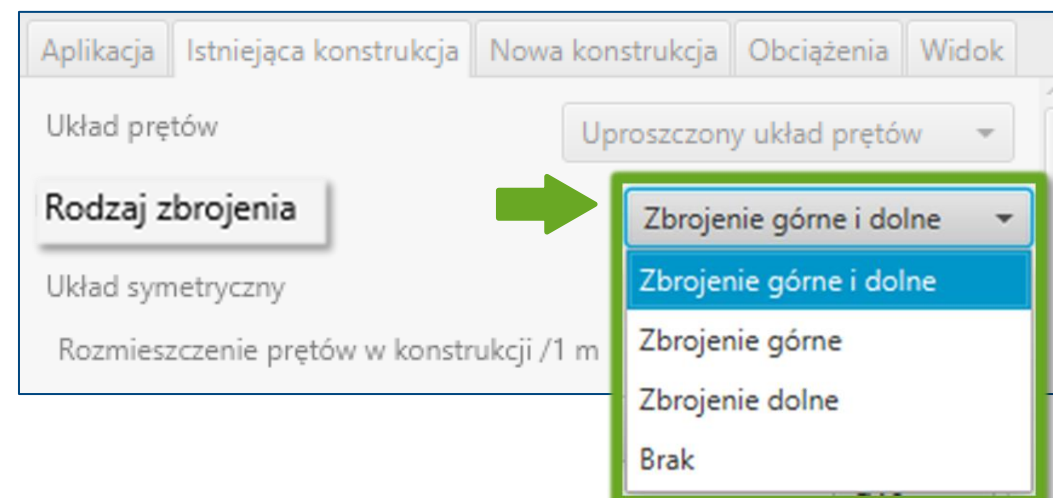 Aplikacja Istniejąca konstrukcja Nowa konstrukcja Obciążenia Widok
Układ prętów Uproszczony układ prętów
Rodzaj zbrojenia Zbrojenie górne i dolne
Układ symetryczny Zbrojenie górne i dolne
Zbrojenie górne
Rozmieszczenie prętów w konstrukcji /1 m
Zbrojenie dolne
Brak